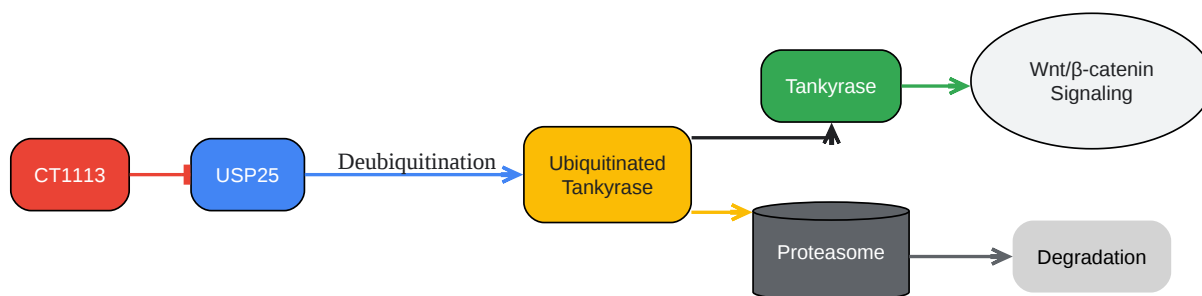 CT1113
USP25
Deubiquitination
Ubiquitinated
Tankyrase
Tankyrase
Wnt/β-catenin
Signaling
Proteasome
Degradation